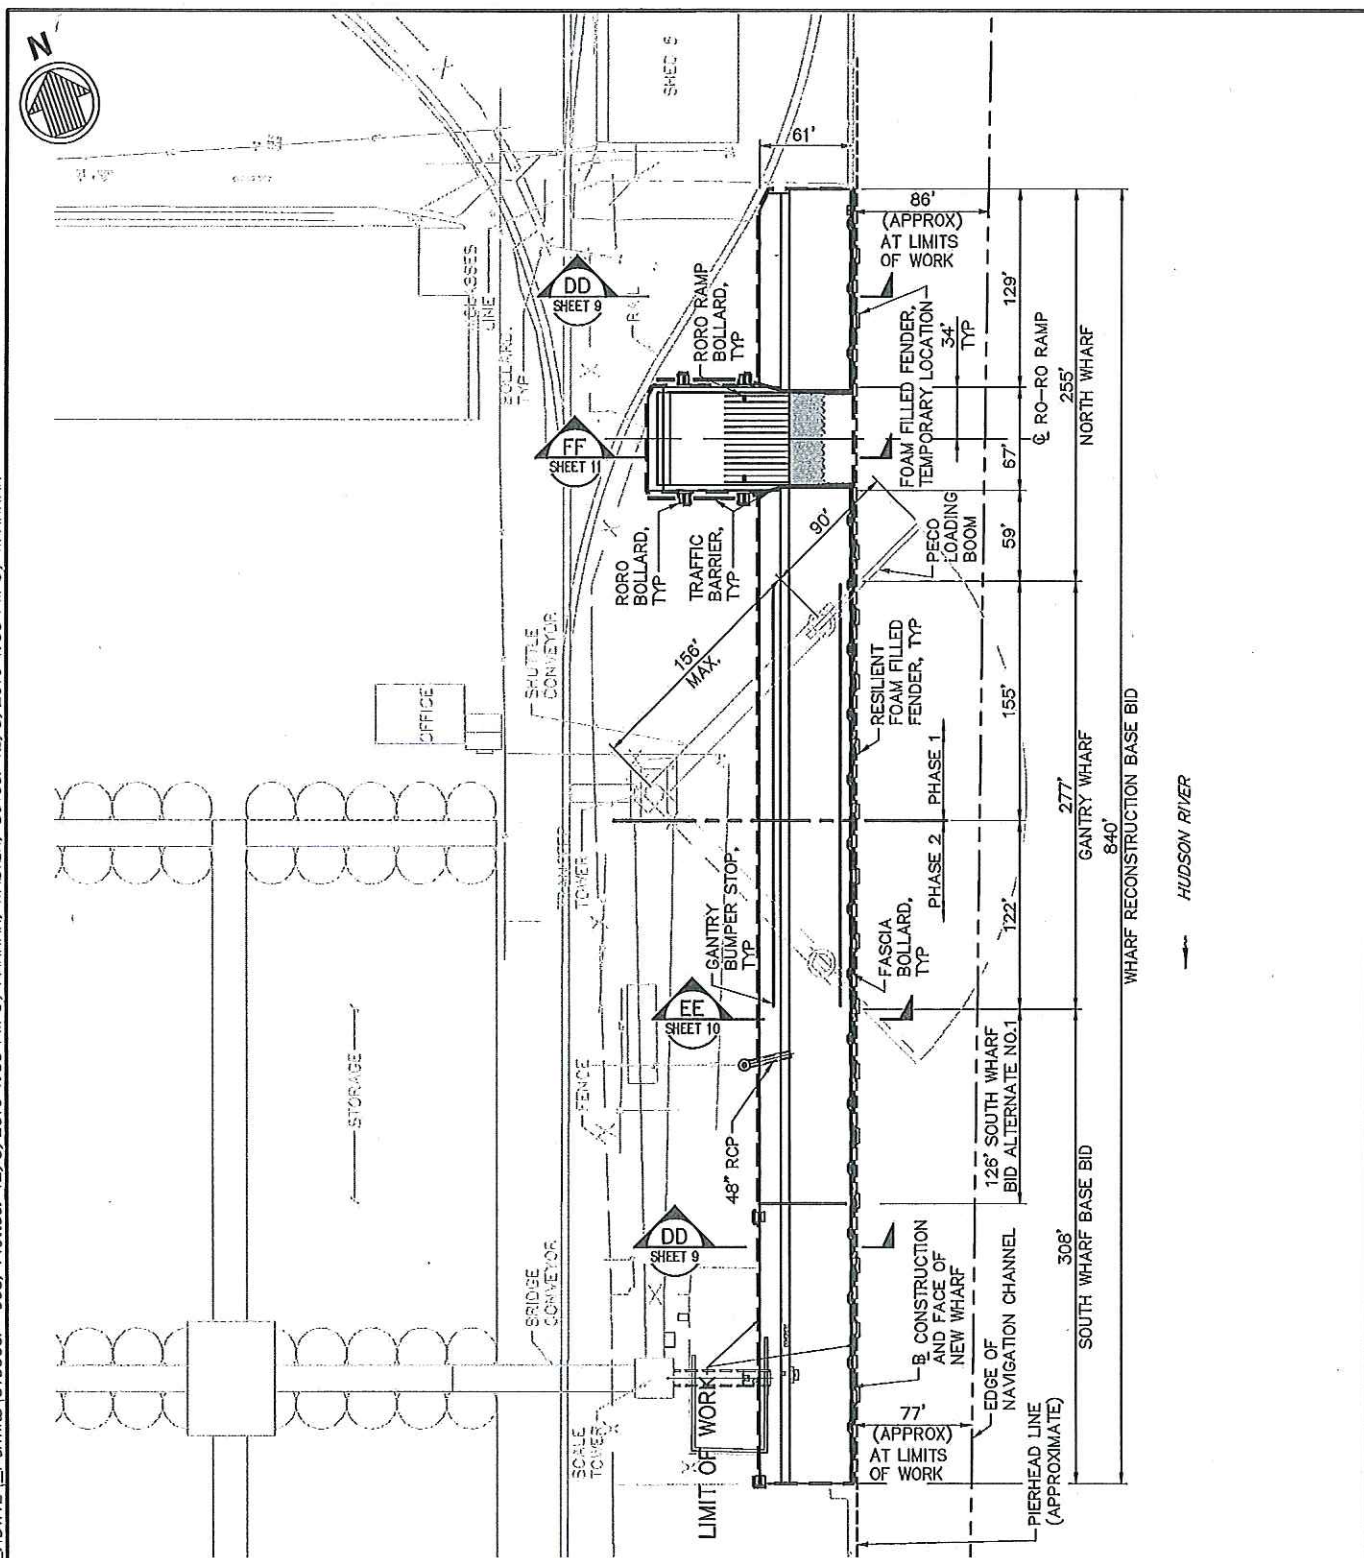 N
SHED 5
61'
86'
(APPROX)
AT LIMITS
OF WORK
129'
255'
NORTH WHARF
DD
SHEET 9
RAIL
BOLLARD,
TYP
RORO RAMP
BOLLARD,
TYP
FOAM FILLED FENDER,
TEMPORARY LOCATION
34'
TYP
℄ RO-RO RAMP
67'
FF
SHEET 11
59'
90'
PECO
LOADING
BOOM
RORO
BOLLARD,
TYP
TRAFFIC
BARRIER,
TYP
156'
MAX.
SHUTTLE
CONVEYOR
OFFICE
RESILIENT
FOAM FILLED
FENDER, TYP
155'
PHASE 1
PHASE 2
277'
GANTRY WHARF
840'
WHARF RECONSTRUCTION BASE BID
HUDSON RIVER
TOWER
GANTRY
BUMPER STOP,
TYP
FASCIA
BOLLARD,
TYP
122'
EE
SHEET 10
STORAGE
FENCE
48" RCP
126' SOUTH WHARF
BID ALTERNATE NO.1
DD
SHEET 9
308'
SOUTH WHARF BASE BID
BRIDGE
CONVEYOR
SCALE
TOWER
LIMIT OF WORK
B CONSTRUCTION
AND FACE OF
NEW WHARF
EDGE OF
NAVIGATION CHANNEL
77'
(APPROX)
AT LIMITS
OF WORK
PIERHEAD LINE
(APPROXIMATE)